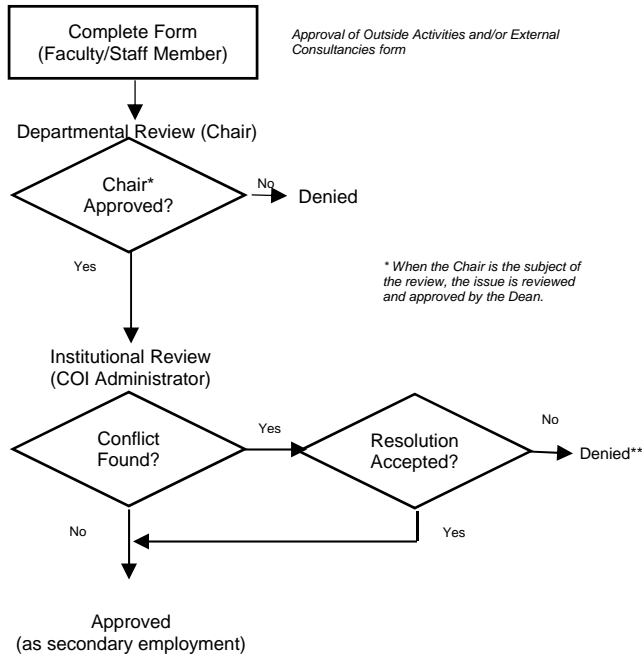 Complete Form
(Faculty/Staff Member)
Approval of Outside Activities and/or External
Consultancies form
Departmental Review (Chair)
Chair*
Approved?
No
Denied
Yes
* When the Chair is the subject of
the review, the issue is reviewed
and approved by the Dean.
Institutional Review
(COI Administrator)
Conflict
Found?
Yes
Resolution
Accepted?
No
Denied**
No
Yes
Approved
(as secondary employment)